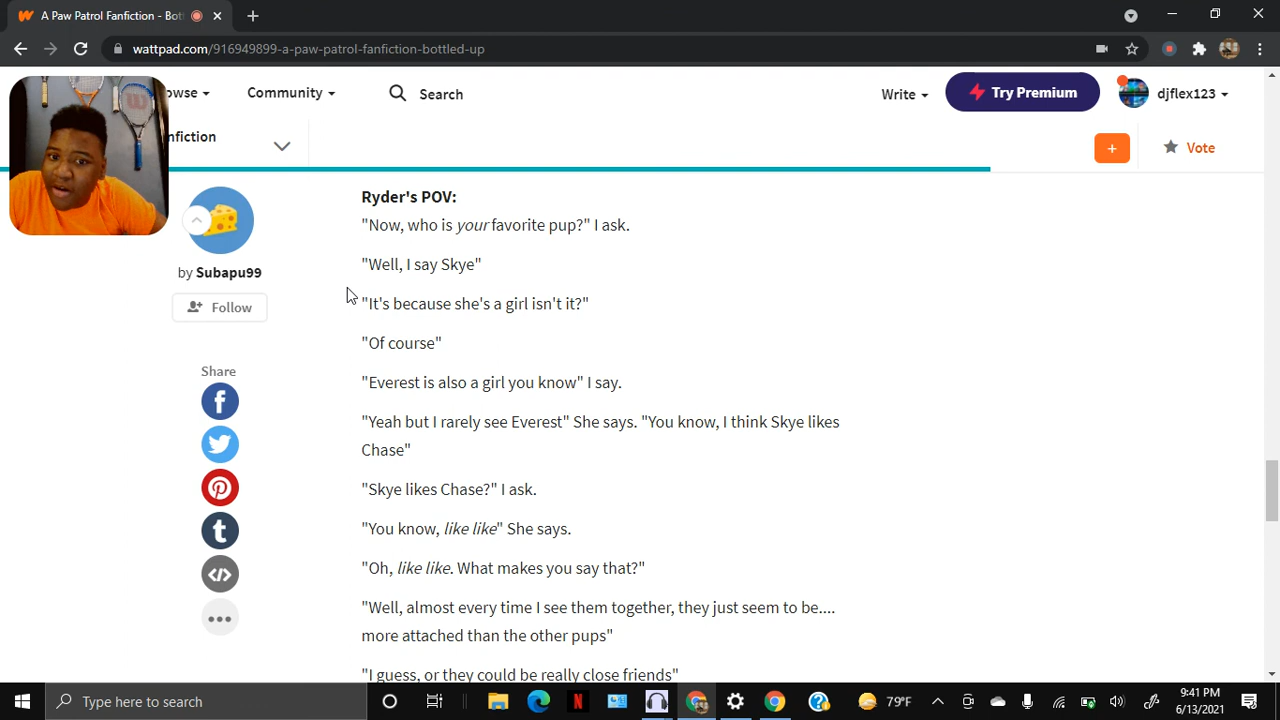 A Paw Patrol Fanfiction - Bott
wattpad.com/916949899-a-paw-patrol-fanfiction-bottled-up
owse
Community
Search
Write
Try Premium
djflex123
nfiction
+
Vote
by Subapu99
Follow
Share
Ryder's POV:
"Now, who is your favorite pup?" I ask.
"Well, I say Skye"
"It's because she's a girl isn't it?"
"Of course"
"Everest is also a girl you know" I say.
"Yeah but I rarely see Everest" She says. "You know, I think Skye likes
Chase"
"Skye likes Chase?" I ask.
"You know, like like" She says.
"Oh, like like. What makes you say that?"
"Well, almost every time I see them together, they just seem to be....
more attached than the other pups"
"I guess, or they could be really close friends"
Type here to search
79°F
9:41 PM
6/13/2021